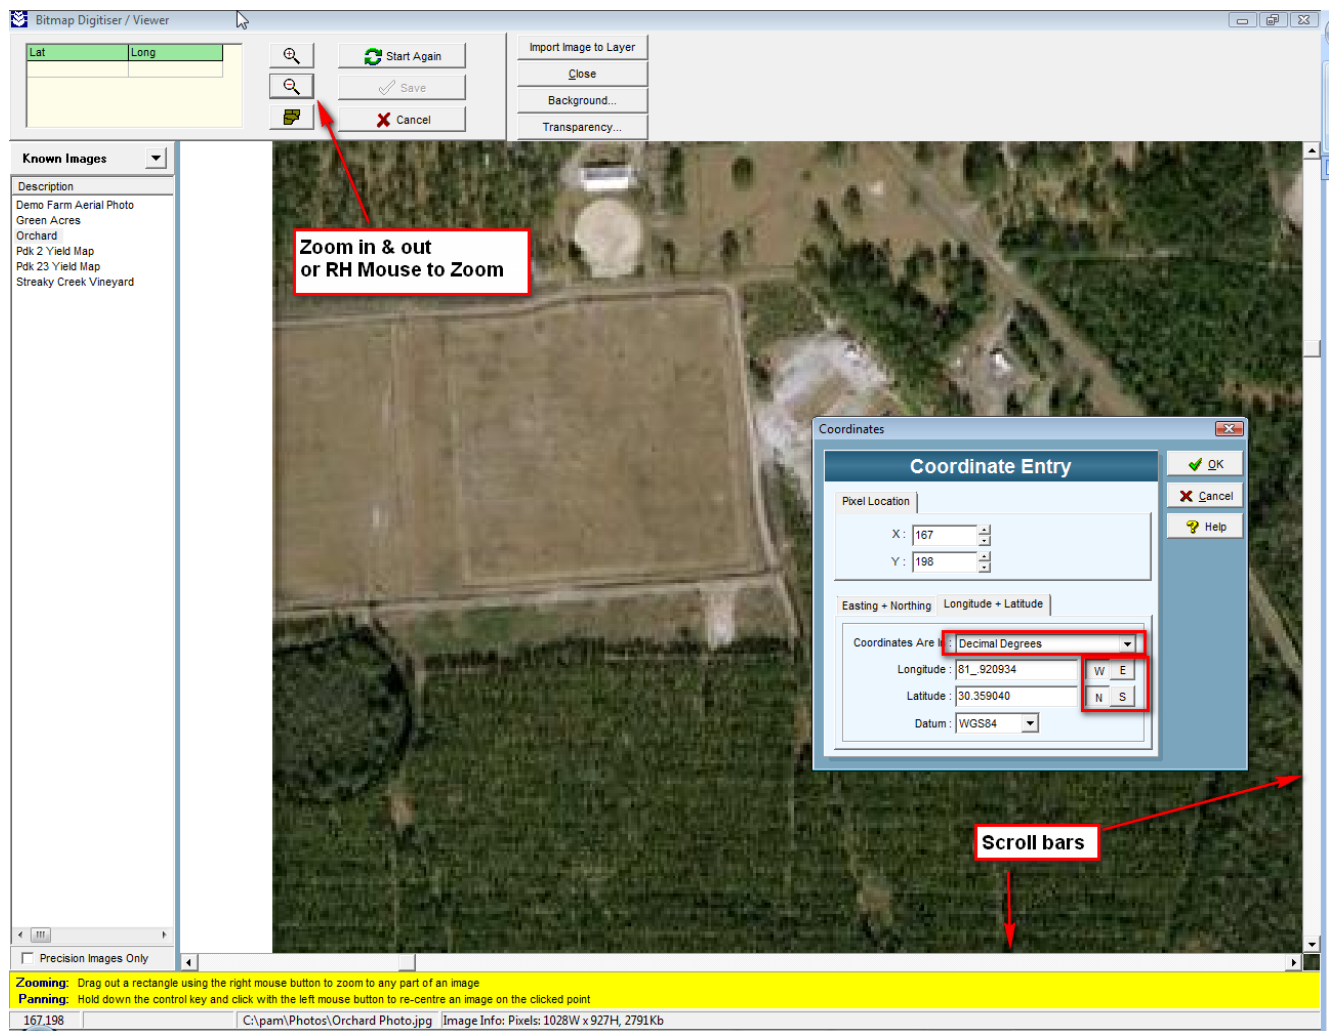 Bitmap Digitiser / Viewer
Lat Long
Start Again
Save
Cancel
Import Image to Layer
Close
Background...
Transparency...
Known Images
Description
Demo Farm Aerial Photo
Green Acres
Orchard
Pdk 2 Yield Map
Pdk 23 Yield Map
Streaky Creek Vineyard
Zoom in & out
or RH Mouse to Zoom
Coordinates
Coordinate Entry
OK
Cancel
Help
Pixel Location
X : 167
Y : 198
Easting + Northing Longitude + Latitude
Coordinates Are In : Decimal Degrees
Longitude : 81_.920934 W E
Latitude : 30.359040 N S
Datum : WGS84
Scroll bars
Precision Images Only
Zooming: Drag out a rectangle using the right mouse button to zoom to any part of an image
Panning: Hold down the control key and click with the left mouse button to re-centre an image on the clicked point
167,198 C:\pam\Photos\Orchard Photo.jpg Image Info: Pixels: 1028W x 927H, 2791Kb